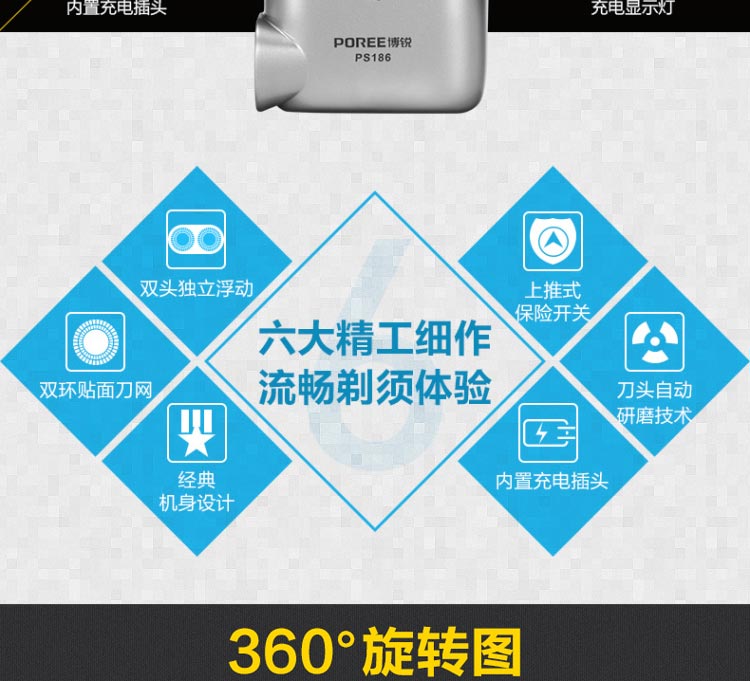 内置充电插头
充电显示灯
POREE博锐
PS186
双头独立浮动
上推式
保险开关
六大精工细作
流畅剃须体验
6
双环贴面刀网
刀头自动
研磨技术
经典
机身设计
内置充电插头
360°旋转图